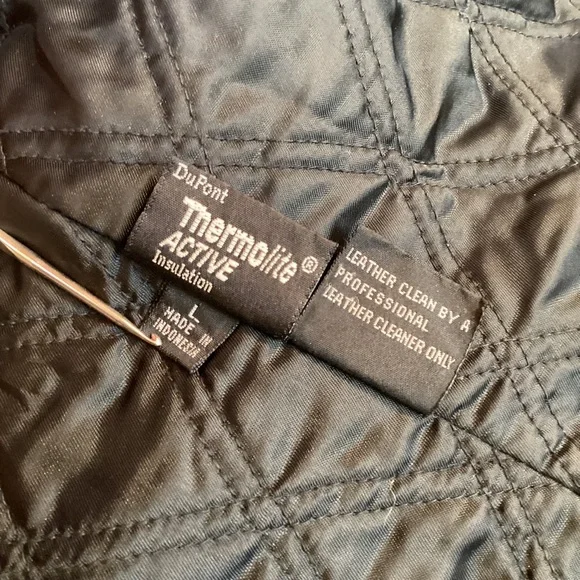 DuPont
Thermolite®
ACTIVE
Insulation
L
MADE IN
INDONESIA
LEATHER CLEAN BY A
PROFESSIONAL
LEATHER CLEANER ONLY